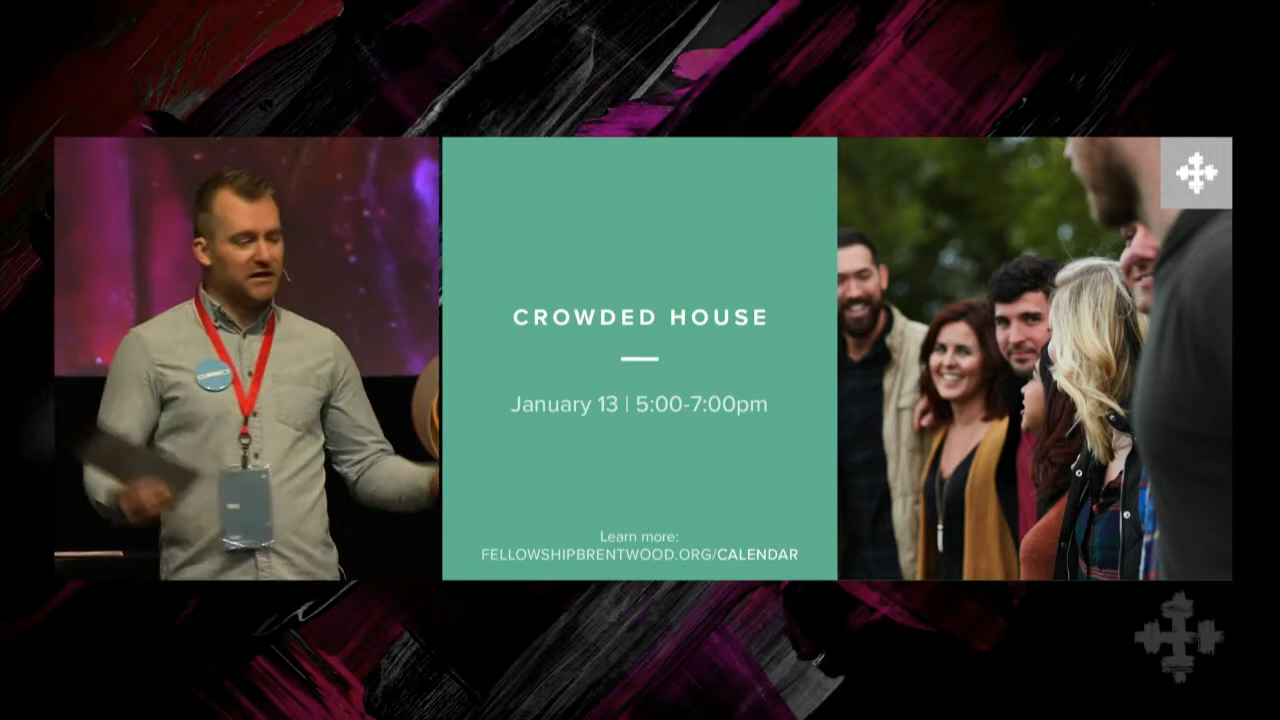 CROWDED HOUSE
January 13 | 5:00-7:00pm
Learn more:
FELLOWSHIPBRENTWOOD.ORG/CALENDAR